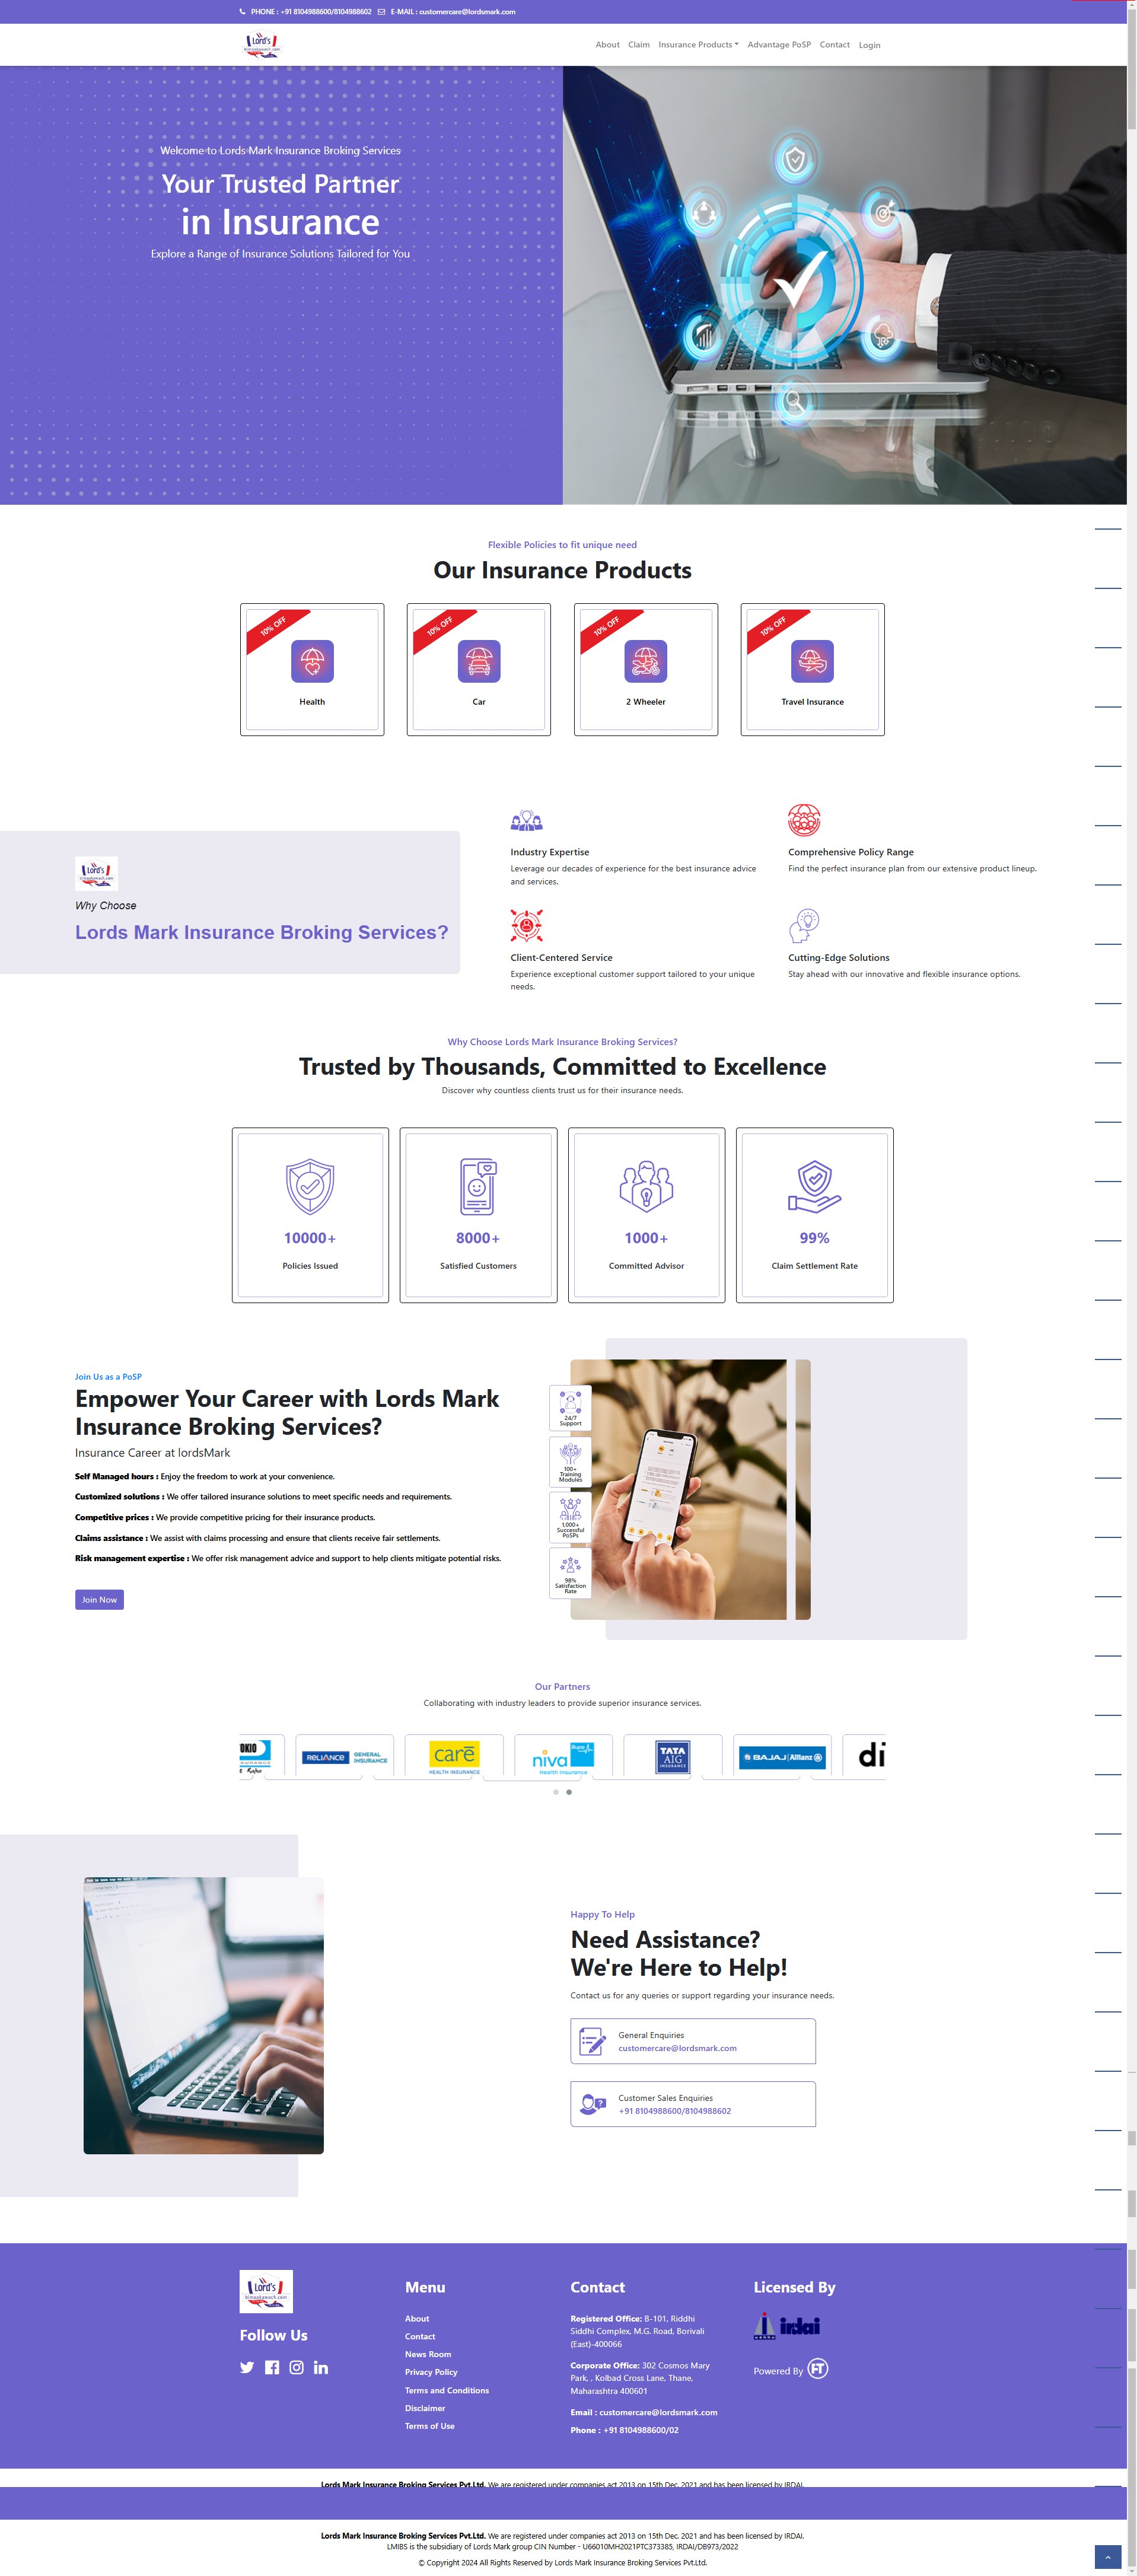 PHONE : +91 8104988600/8104988602 E-MAIL : customercare@lordsmark.com
Lord's
bimaakawach.com
About Claim Insurance Products Advantage PoSP Contact Login
Welcome to Lords Mark Insurance Broking Services
Your Trusted Partner
in Insurance
Explore a Range of Insurance Solutions Tailored for You
Flexible Policies to fit unique need
Our Insurance Products
10% OFF
Health
10% OFF
Car
10% OFF
2 Wheeler
10% OFF
Travel Insurance
Lord's
bimaakawach.com
Why Choose
Lords Mark Insurance Broking Services?
Industry Expertise
Leverage our decades of experience for the best insurance advice
and services.
Comprehensive Policy Range
Find the perfect insurance plan from our extensive product lineup.
Client-Centered Service
Experience exceptional customer support tailored to your unique
needs.
Cutting-Edge Solutions
Stay ahead with our innovative and flexible insurance options.
Why Choose Lords Mark Insurance Broking Services?
Trusted by Thousands, Committed to Excellence
Discover why countless clients trust us for their insurance needs.
10000+
Policies Issued
8000+
Satisfied Customers
1000+
Committed Advisor
99%
Claim Settlement Rate
Join Us as a PoSP
Empower Your Career with Lords Mark
Insurance Broking Services?
Insurance Career at lordsMark
Self Managed hours : Enjoy the freedom to work at your convenience.
Customized solutions : We offer tailored insurance solutions to meet specific needs and requirements.
Competitive prices : We provide competitive pricing for their insurance products.
Claims assistance : We assist with claims processing and ensure that clients receive fair settlements.
Risk management expertise : We offer risk management advice and support to help clients mitigate potential risks.
Join Now
24/7
Support
100+
Training
Modules
1,000+
Successful
PoSPs
98%
Satisfaction
Rate
Our Partners
Collaborating with industry leaders to provide superior insurance services.
OKIO
RELIANCE GENERAL
INSURANCE
care
HEALTH INSURANCE
niva Bupa
Health Insurance
TATA
AIG
INSURANCE
BAJAJ Allianz
di
Happy To Help
Need Assistance?
We're Here to Help!
Contact us for any queries or support regarding your insurance needs.
General Enquiries
customercare@lordsmark.com
Customer Sales Enquiries
+91 8104988600/8104988602
Lord's
bimaakawach.com
Follow Us
Menu
About
Contact
News Room
Privacy Policy
Terms and Conditions
Disclaimer
Terms of Use
Contact
Registered Office: B-101, Riddhi
Siddhi Complex, M.G. Road, Borivali
(East)-400066
Corporate Office: 302 Cosmos Mary
Park, , Kolbad Cross Lane, Thane,
Maharashtra 400601
Email : customercare@lordsmark.com
Phone : +91 8104988600/02
Licensed By
irdai
Powered By FT
Lords Mark Insurance Broking Services Pvt.Ltd. We are registered under companies act 2013 on 15th Dec, 2021 and has been licensed by IRDAI.
Lords Mark Insurance Broking Services Pvt.Ltd. We are registered under companies act 2013 on 15th Dec, 2021 and has been licensed by IRDAI.
LMIBS is the subsidiary of Lords Mark group CIN Number - U66010MH2021PTC373385, IRDAI/DB973/2022
© Copyright 2024 All Rights Reserved by Lords Mark Insurance Broking Services Pvt.Ltd.